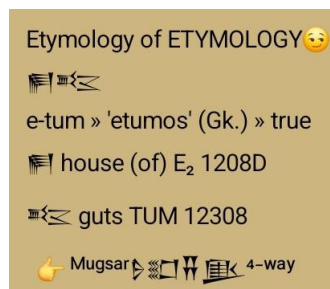 Etymology of ETYMOLOGY😏
𒂍𒌈
e-tum » 'etumos' (Gk.) » true
𒂍 house (of) E₂ 1208D
𒌈 guts TUM 12308
👉 Mugsar 4-way